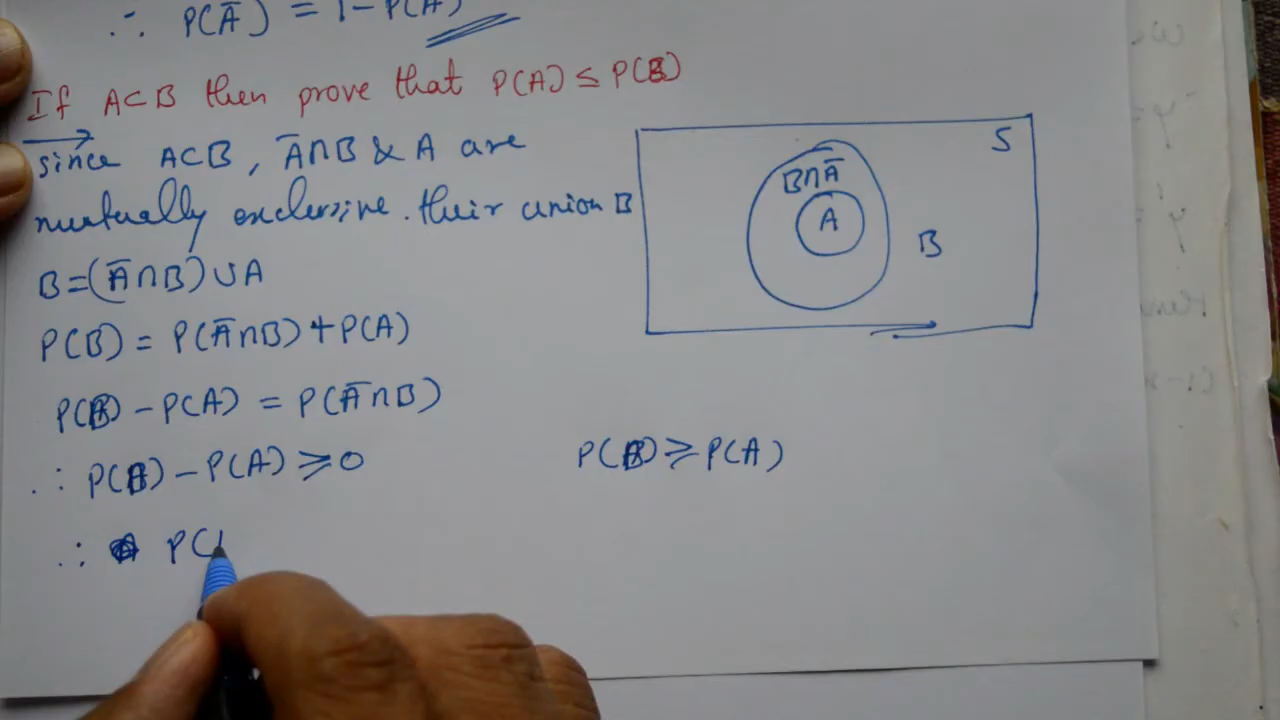 ∴ P(A̅) = 1 - P(A)
If A⊂B then prove that P(A) ≤ P(B)
since A⊂B, A̅∩B & A are
mutually exclusive. their union B
B = (A̅∩B) ∪ A
P(B) = P(A̅∩B) + P(A)
P(B) - P(A) = P(A̅∩B)
∴ P(B) - P(A) ≥ 0
P(B) ≥ P(A)
∴ P(
S
B∩A̅
A
B